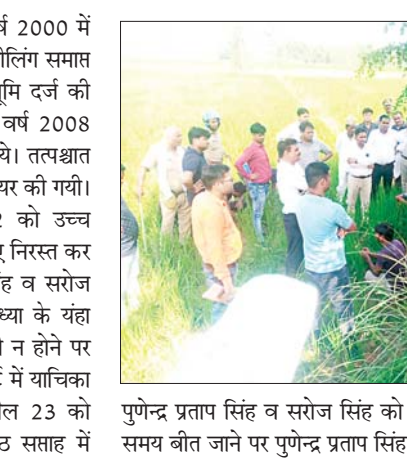 र्ष 2000 में
ीलिंग समाप्त
ूमि दर्ज की
वर्ष 2008
ये। तत्पश्चात
यर की गयी।
को उच्च
निरस्त कर
ंह व सरोज
ध्या के यंहा
न होने पर
में याचिका
ल 23 को
ठ सप्ताह में
पुणेन्द्र प्रताप सिंह व सरोज सिंह को
समय बीत जाने पर पुणेन्द्र प्रताप सिंह